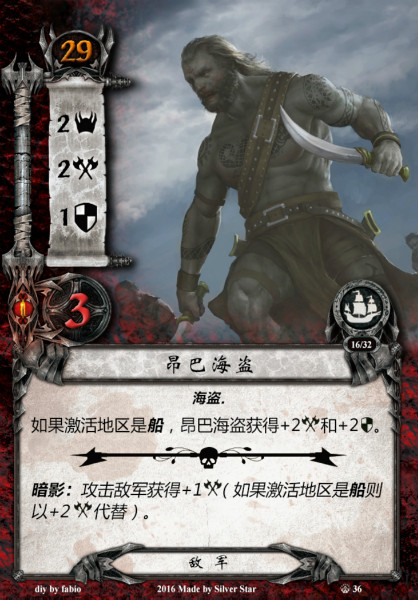 29
2
2
1
3
16/32
昂巴海盗
海盗.
如果激活地区是船，昂巴海盗获得+2和+2。
暗影：攻击敌军获得+1（如果激活地区是船则
以+2代替）。
敌军
diy by fabio 2016 Made by Silver Star 36